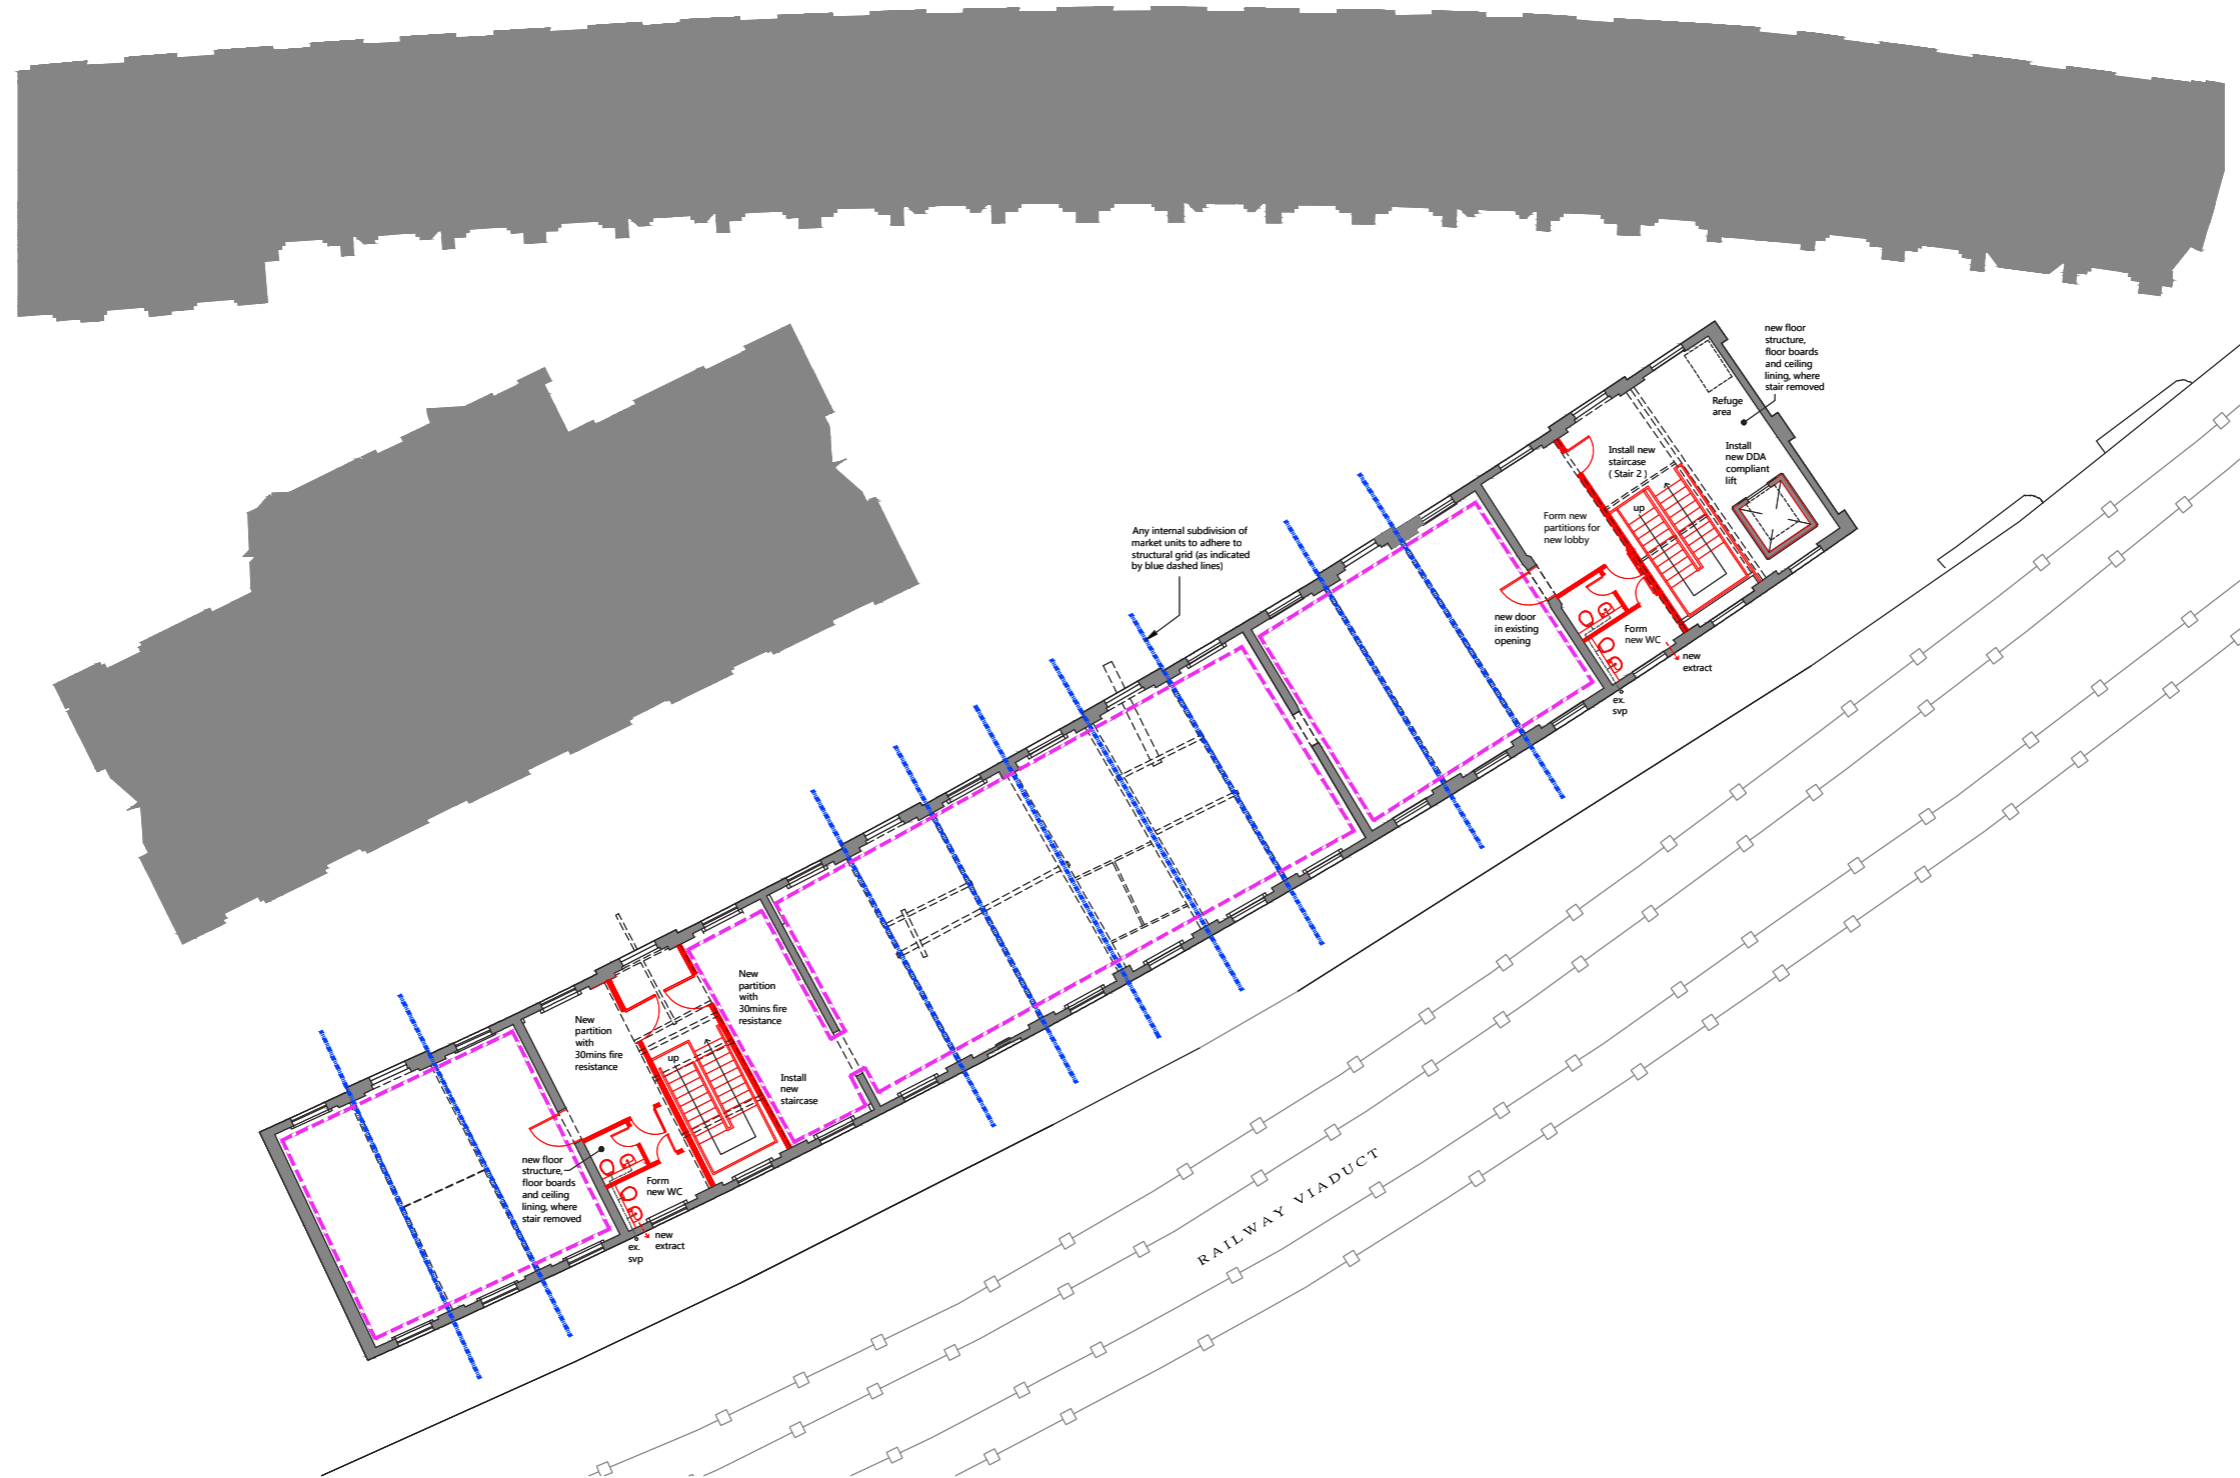 new floor
structure,
floor boards
and ceiling
lining, where
stair removed
Refuge
area
Install new
staircase
( Stair 2 )
Install
new DDA
compliant
lift
up
Form new
partitions for
new lobby
Any internal subdivision of
market units to adhere to
structural grid (as indicated
by blue dashed lines)
new door
in existing
opening
Form
new WC
new
extract
ex.
svp
New
partition
with
30mins fire
resistance
New
partition
with
30mins fire
resistance
up
Install
new
staircase
new floor
structure,
floor boards
and ceiling
lining, where
stair removed
Form
new WC
new
extract
ex.
svp
RAILWAY VIADUCT